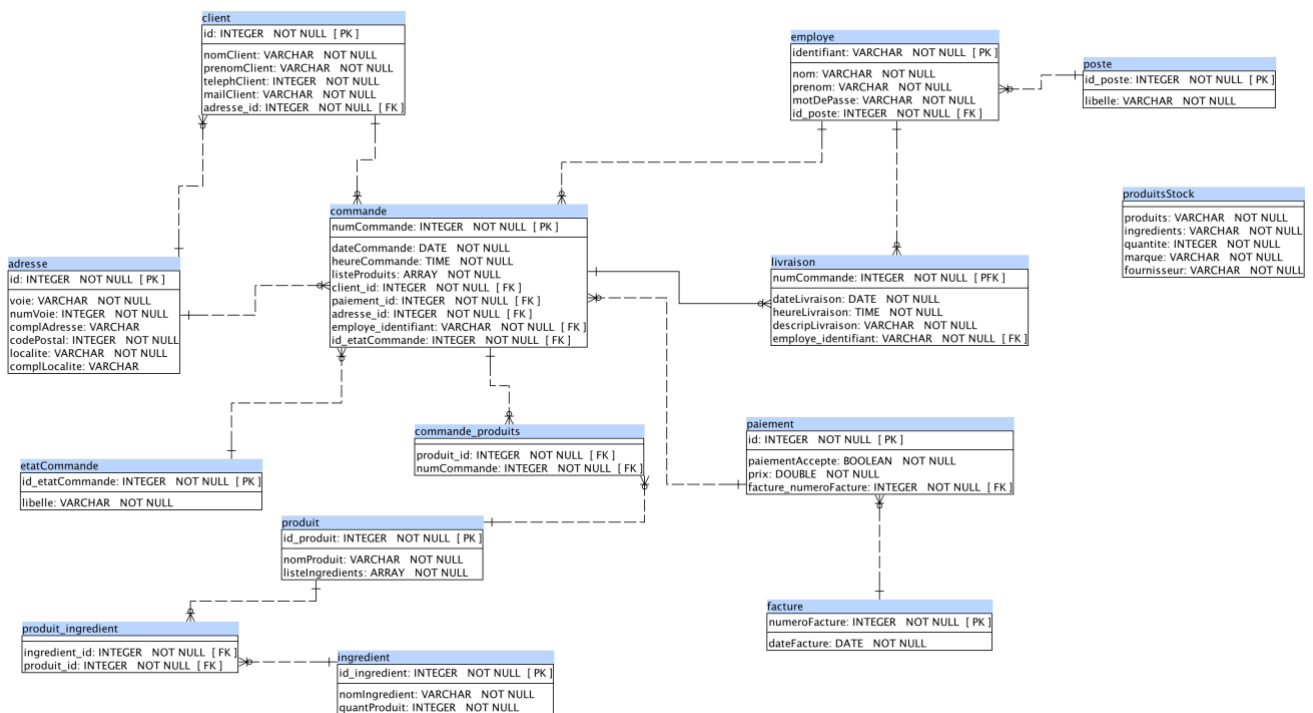 client
id: INTEGER NOT NULL [ PK ]
nomClient: VARCHAR NOT NULL
prenomClient: VARCHAR NOT NULL
telephClient: INTEGER NOT NULL
mailClient: VARCHAR NOT NULL
adresse_id: INTEGER NOT NULL [ FK ]
employe
identifiant: VARCHAR NOT NULL [ PK ]
nom: VARCHAR NOT NULL
prenom: VARCHAR NOT NULL
motDePasse: VARCHAR NOT NULL
id_poste: INTEGER NOT NULL [ FK ]
poste
id_poste: INTEGER NOT NULL [ PK ]
libelle: VARCHAR NOT NULL
produitsStock
produits: VARCHAR NOT NULL
ingredients: VARCHAR NOT NULL
quantite: INTEGER NOT NULL
marque: VARCHAR NOT NULL
fournisseur: VARCHAR NOT NULL
commande
numCommande: INTEGER NOT NULL [ PK ]
dateCommande: DATE NOT NULL
heureCommande: TIME NOT NULL
listeProduits: ARRAY NOT NULL
client_id: INTEGER NOT NULL [ FK ]
paiement_id: INTEGER NOT NULL [ FK ]
adresse_id: INTEGER NOT NULL [ FK ]
employe_identifiant: VARCHAR NOT NULL [ FK ]
id_etatCommande: INTEGER NOT NULL [ FK ]
adresse
id: INTEGER NOT NULL [ PK ]
voie: VARCHAR NOT NULL
numVoie: INTEGER NOT NULL
complAdresse: VARCHAR
codePostal: INTEGER NOT NULL
localite: VARCHAR NOT NULL
complLocalite: VARCHAR
livraison
numCommande: INTEGER NOT NULL [ PFK ]
dateLivraison: DATE NOT NULL
heureLivraison: TIME NOT NULL
descripLivraison: VARCHAR NOT NULL
employe_identifiant: VARCHAR NOT NULL [ FK ]
commande_produits
produit_id: INTEGER NOT NULL [ FK ]
numCommande: INTEGER NOT NULL [ FK ]
paiement
id: INTEGER NOT NULL [ PK ]
paiementAccepte: BOOLEAN NOT NULL
prix: DOUBLE NOT NULL
facture_numeroFacture: INTEGER NOT NULL [ FK ]
etatCommande
id_etatCommande: INTEGER NOT NULL [ PK ]
libelle: VARCHAR NOT NULL
produit
id_produit: INTEGER NOT NULL [ PK ]
nomProduit: VARCHAR NOT NULL
listeIngredients: ARRAY NOT NULL
facture
numeroFacture: INTEGER NOT NULL [ PK ]
dateFacture: DATE NOT NULL
produit_ingredient
ingredient_id: INTEGER NOT NULL [ FK ]
produit_id: INTEGER NOT NULL [ FK ]
ingredient
id_ingredient: INTEGER NOT NULL [ PK ]
nomIngredient: VARCHAR NOT NULL
quantProduit: INTEGER NOT NULL